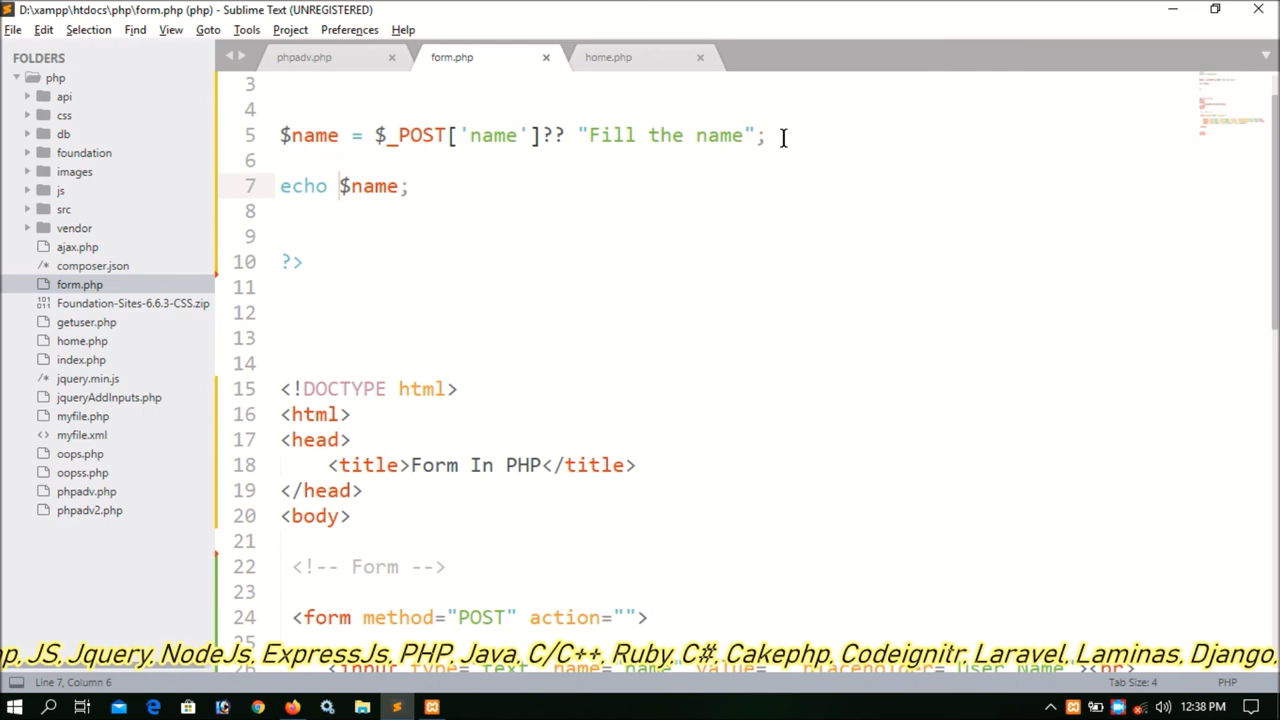 D:\xampp\htdocs\php\form.php (php) - Sublime Text (UNREGISTERED)
File Edit Selection Find View Goto Tools Project Preferences Help
FOLDERS
php
api
css
db
foundation
images
js
src
vendor
ajax.php
composer.json
form.php
Foundation-Sites-6.6.3-CSS.zip
getuser.php
home.php
index.php
jquery.min.js
jqueryAddInputs.php
myfile.php
myfile.xml
oops.php
oopss.php
phpadv.php
phpadv2.php
phpadv.php form.php home.php
3
4
5 $name = $_POST['name']?? "Fill the name";
6
7 echo $name;
8
9
10 ?>
11
12
13
14
15 <!DOCTYPE html>
16 <html>
17 <head>
18 <title>Form In PHP</title>
19 </head>
20 <body>
21
22 <!-- Form -->
23
24 <form method="POST" action="">
JS, Jquery, NodeJs, ExpressJs, PHP, Java, C/C++, Ruby, C#, Cakephp, Codeignitr, Laravel, Laminas, Django,
Line 7, Column 6 Tab Size: 4 PHP
12:38 PM